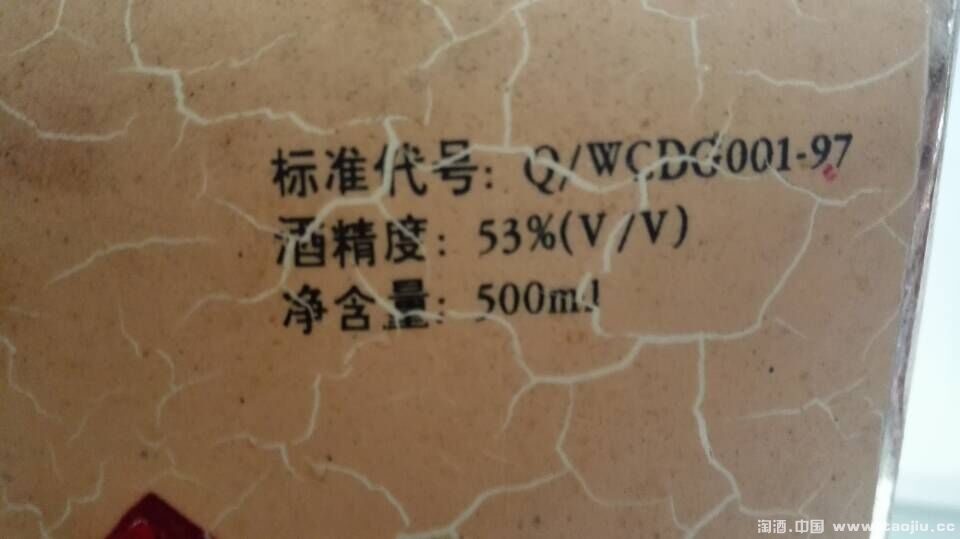 标准代号: Q/WCDG001-97
酒精度: 53%(V/V)
净含量: 500ml
淘酒.中国 www.taojiu.cc